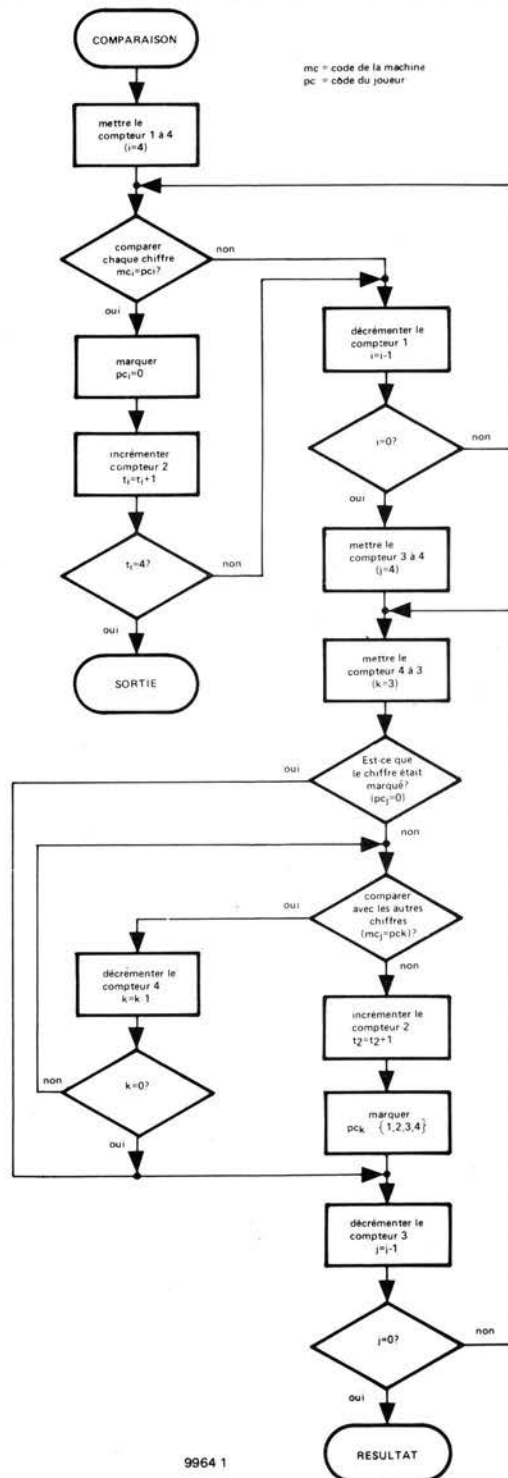 COMPARAISON
mc = code de la machine
pc = côde du joueur
mettre le
compteur 1 à 4
(i=4)
comparer
chaque chiffre
mci=pci?
non
oui
marquer
pci=0
incrémenter
compteur 2
t1=t1+1
t1=4?
non
oui
SORTIE
décrémenter le
compteur 1
i=i-1
i=0?
non
oui
mettre le
compteur 3 à 4
(j=4)
mettre le
compteur 4 à 3
(k=3)
Est-ce que
le chiffre était
marqué?
(pcj=0)
oui
non
comparer
avec les autres
chiffres
(mcj=pck)?
oui
non
décrémenter le
compteur 4
k=k-1
k=0?
non
oui
incrémenter le
compteur 2
t2=t2+1
marquer
pck {1,2,3,4}
décrémenter le
compteur 3
j=j-1
j=0?
non
oui
RESULTAT
9964 1